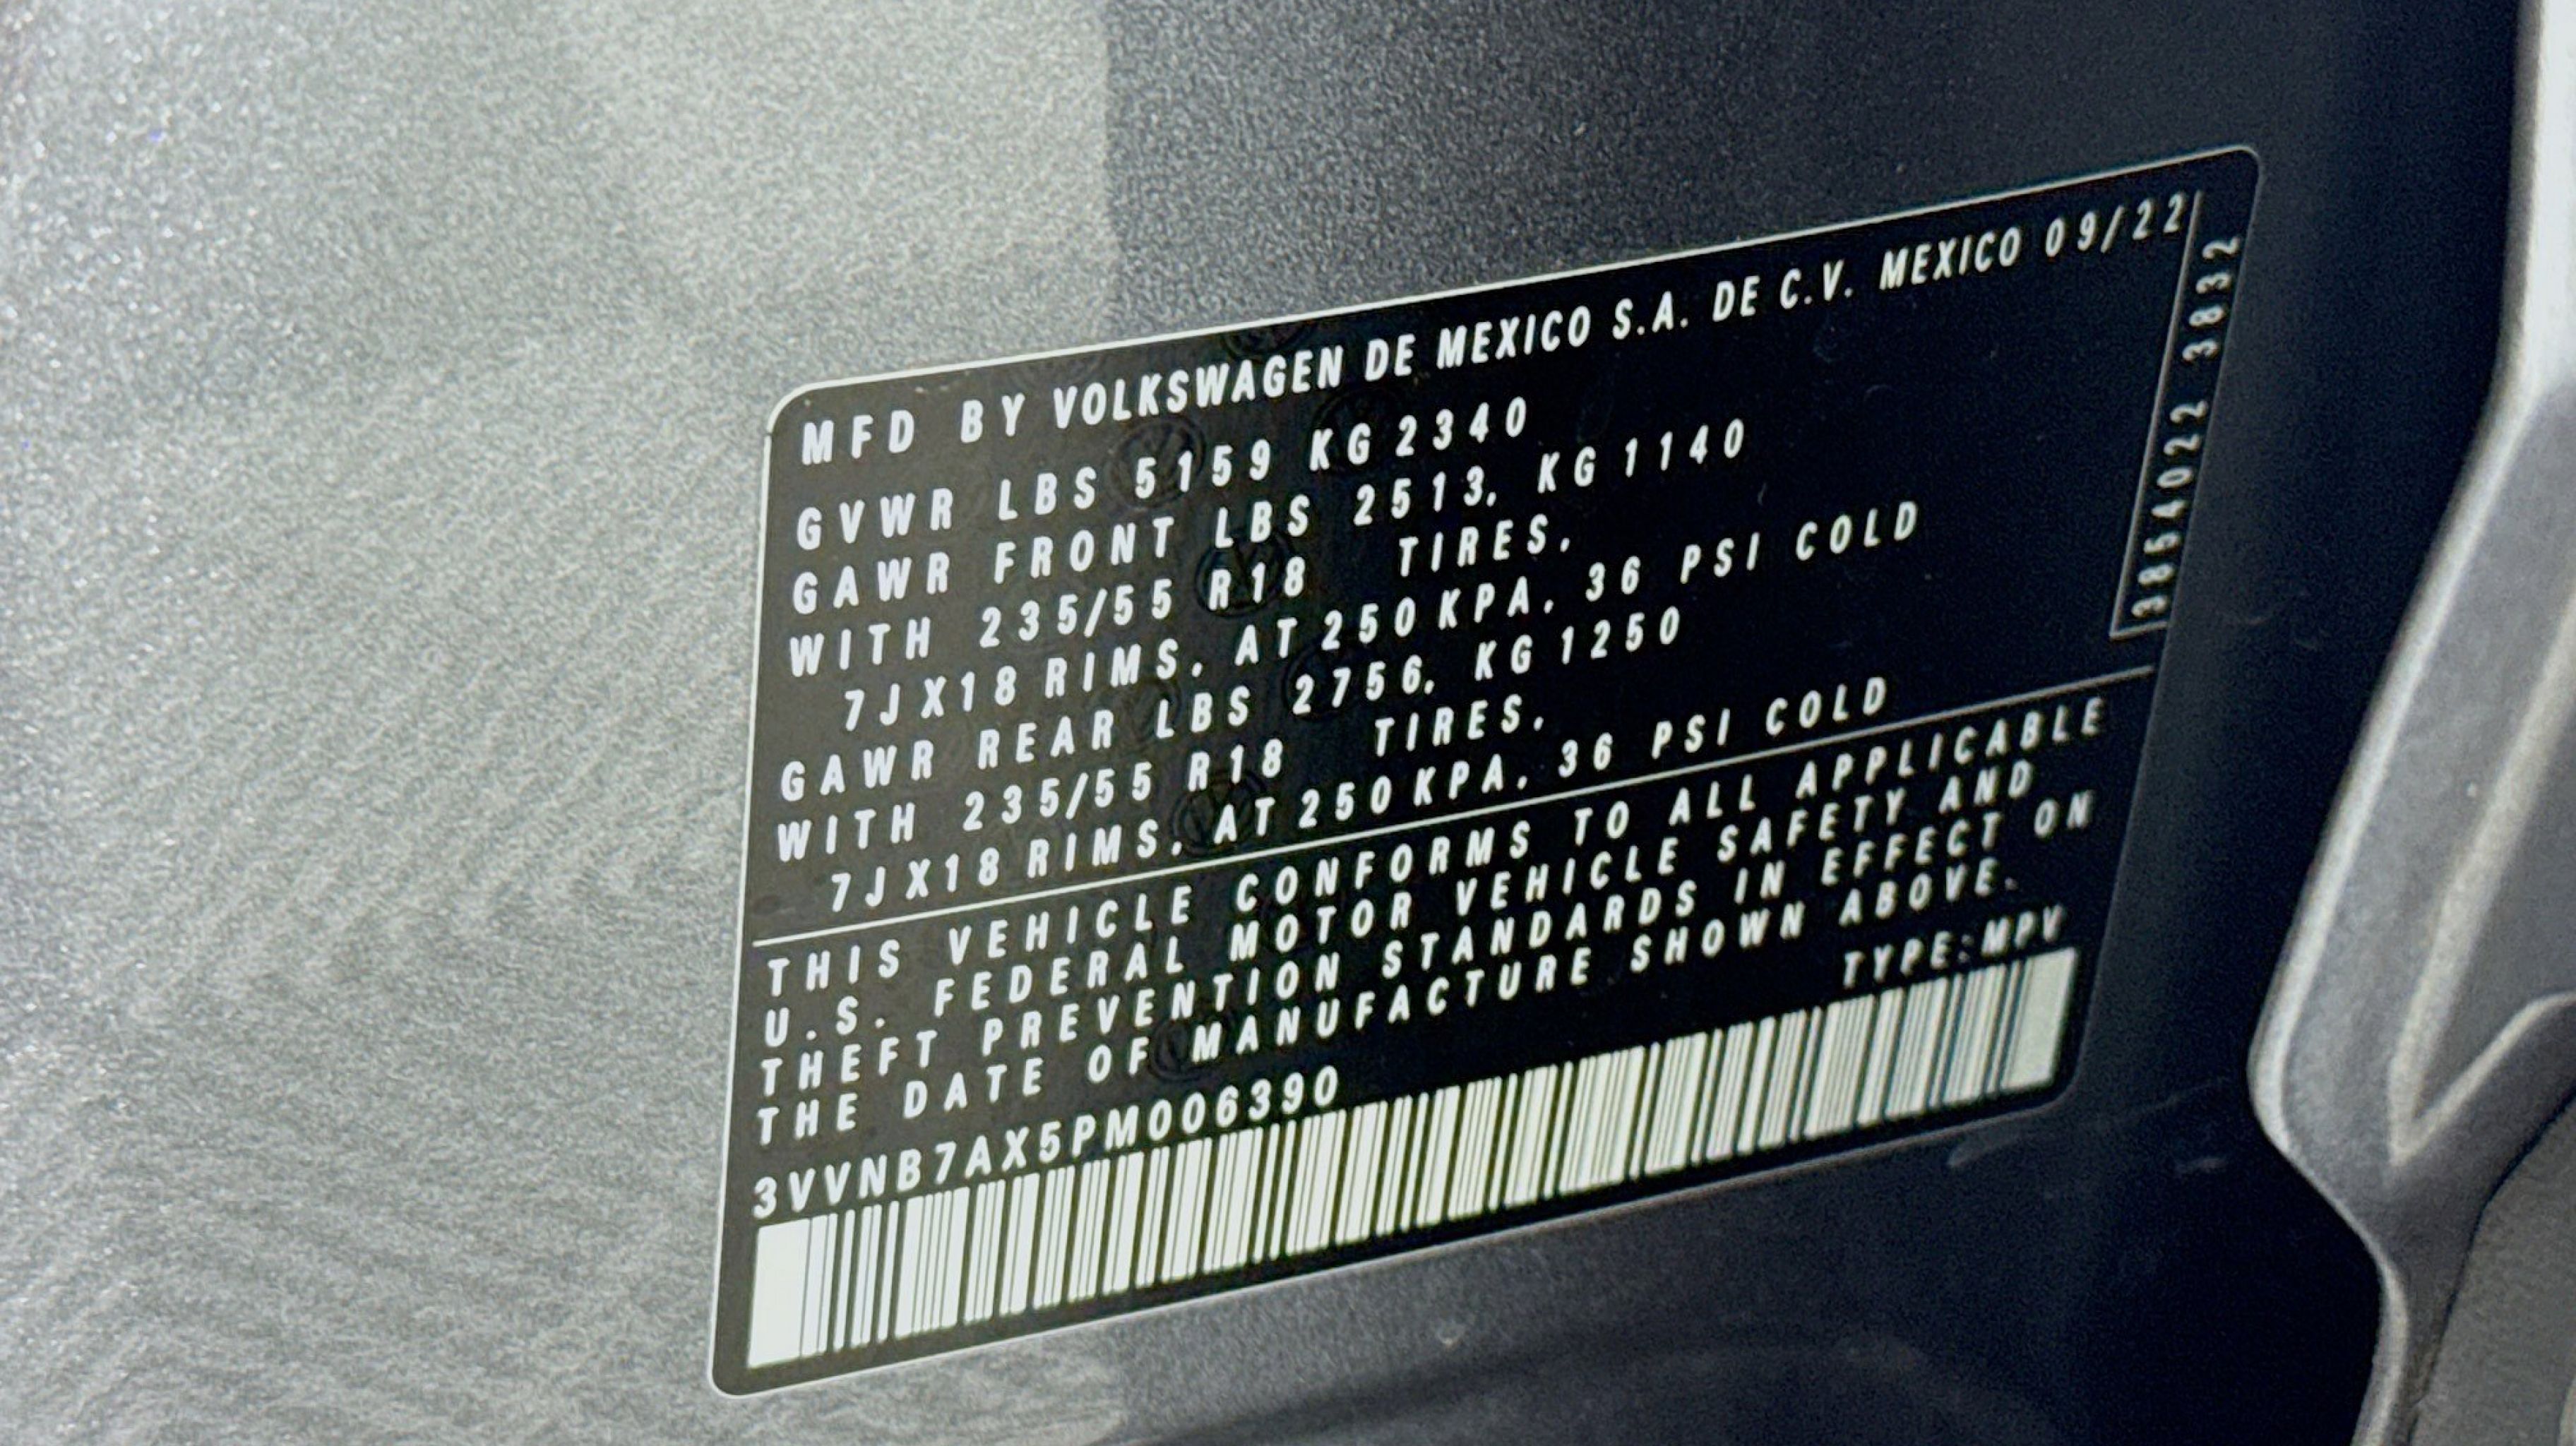 MFD BY VOLKSWAGEN DE MEXICO S.A. DE C.V. MEXICO 09/22
GVWR LBS 5159 KG 2340
GAWR FRONT LBS 2513, KG 1140
WITH 235/55 R18 TIRES,
7JX18 RIMS, AT 250 KPA, 36 PSI COLD
GAWR REAR LBS 2756, KG 1250
WITH 235/55 R18 TIRES,
7JX18 RIMS, AT 250 KPA, 36 PSI COLD
3854022 3832
THIS VEHICLE CONFORMS TO ALL APPLICABLE
U.S. FEDERAL MOTOR VEHICLE SAFETY AND
THEFT PREVENTION STANDARDS IN EFFECT ON
THE DATE OF MANUFACTURE SHOWN ABOVE.
TYPE:MPV
3VVNB7AX5PM006390